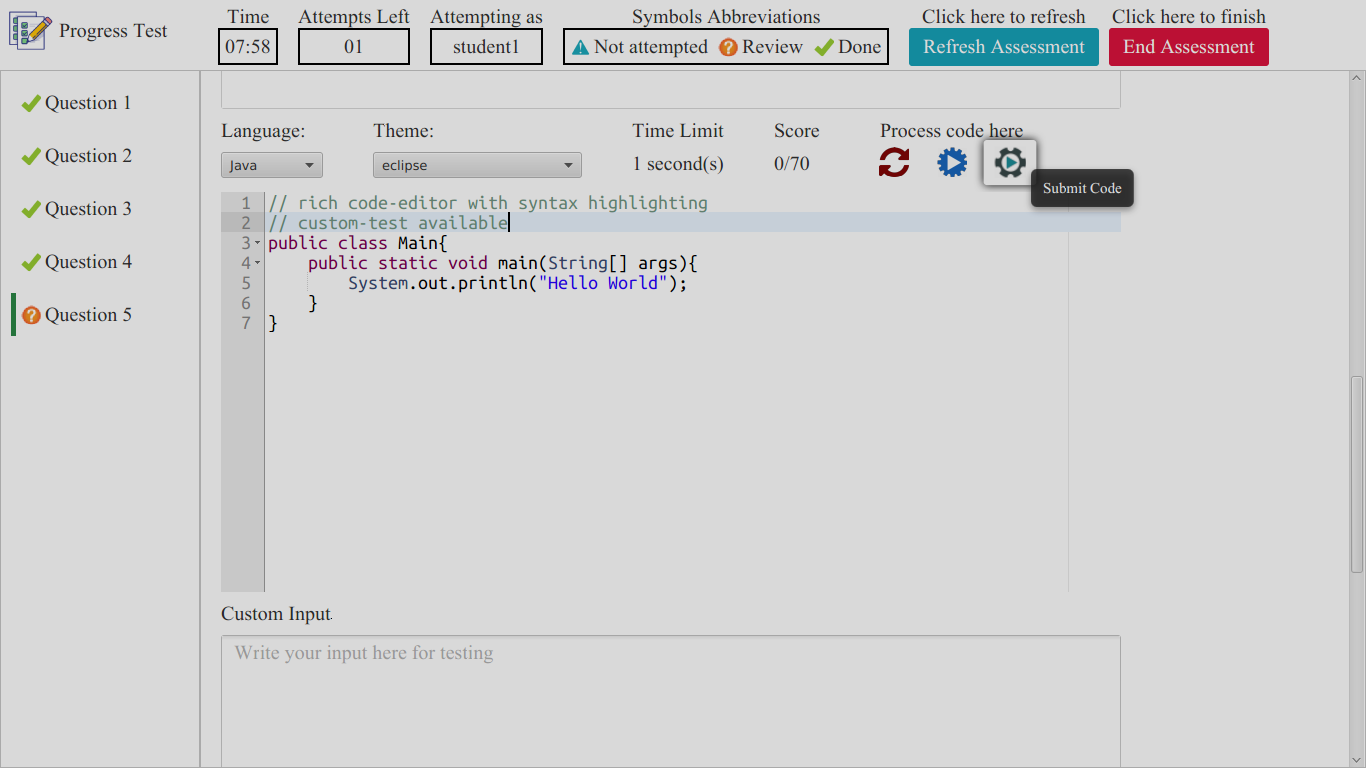 Progress Test
Time
07:58
Attempts Left
01
Attempting as
student1
Symbols Abbreviations
Not attempted Review Done
Click here to refresh
Refresh Assessment
Click here to finish
End Assessment
Question 1
Question 2
Question 3
Question 4
Question 5
Language:
Java
Theme:
eclipse
Time Limit
1 second(s)
Score
0/70
Process code here
Submit Code
1 // rich code-editor with syntax highlighting
2 // custom-test available
3 public class Main{
4 public static void main(String[] args){
5 System.out.println("Hello World");
6 }
7 }
Custom Input
Write your input here for testing